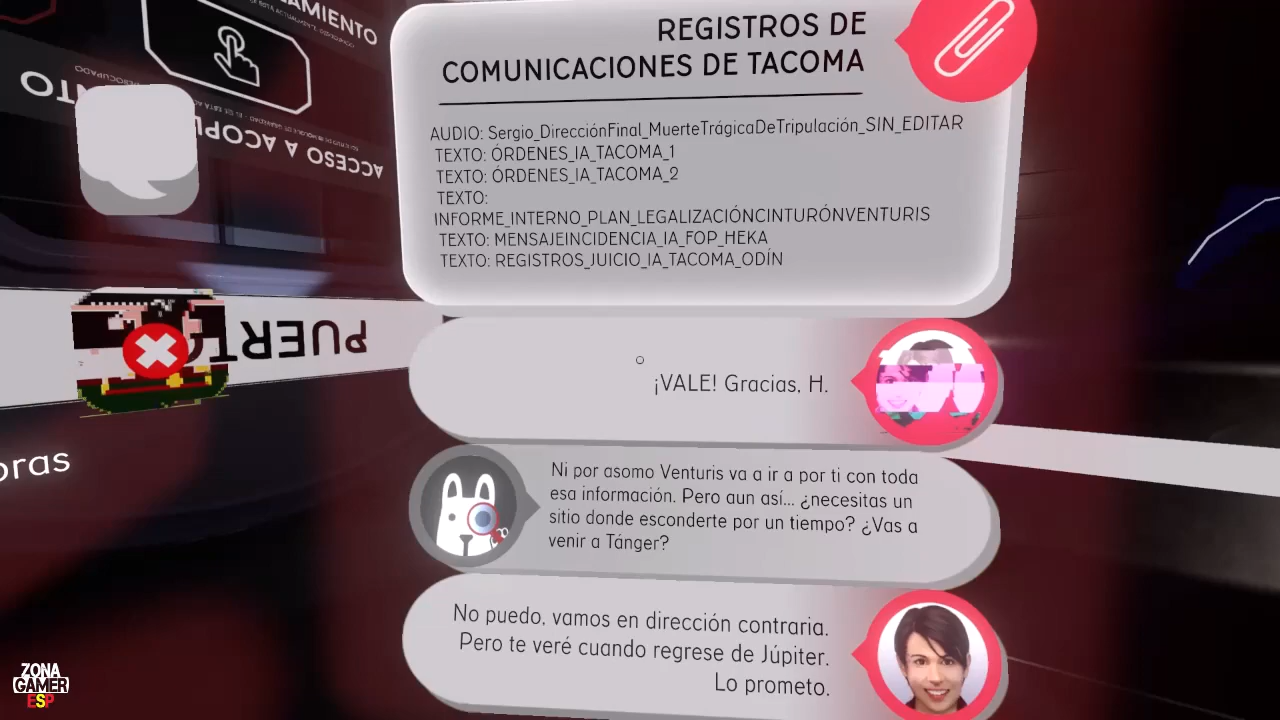 AMIENTO
ACCESO A ACOPL
NTO
REGISTROS DE
COMUNICACIONES DE TACOMA
AUDIO: Sergio_DirecciónFinal_MuerteTrágicaDeTripulación_SIN_EDITAR
TEXTO: ÓRDENES_IA_TACOMA_1
TEXTO: ÓRDENES_IA_TACOMA_2
TEXTO:
INFORME_INTERNO_PLAN_LEGALIZACIÓNCINTURÓNVENTURIS
TEXTO: MENSAJEINCIDENCIA_IA_FOP_HEKA
TEXTO: REGISTROS_JUICIO_IA_TACOMA_ODÍN
PUERTA
¡VALE! Gracias, H.
oras
Ni por asomo Venturis va a ir a por ti con toda
esa información. Pero aun así... ¿necesitas un
sitio donde esconderte por un tiempo? ¿Vas a
venir a Tánger?
No puedo, vamos en dirección contraria.
Pero te veré cuando regrese de Júpiter.
Lo prometo.
ZONA
GAMER
ESP